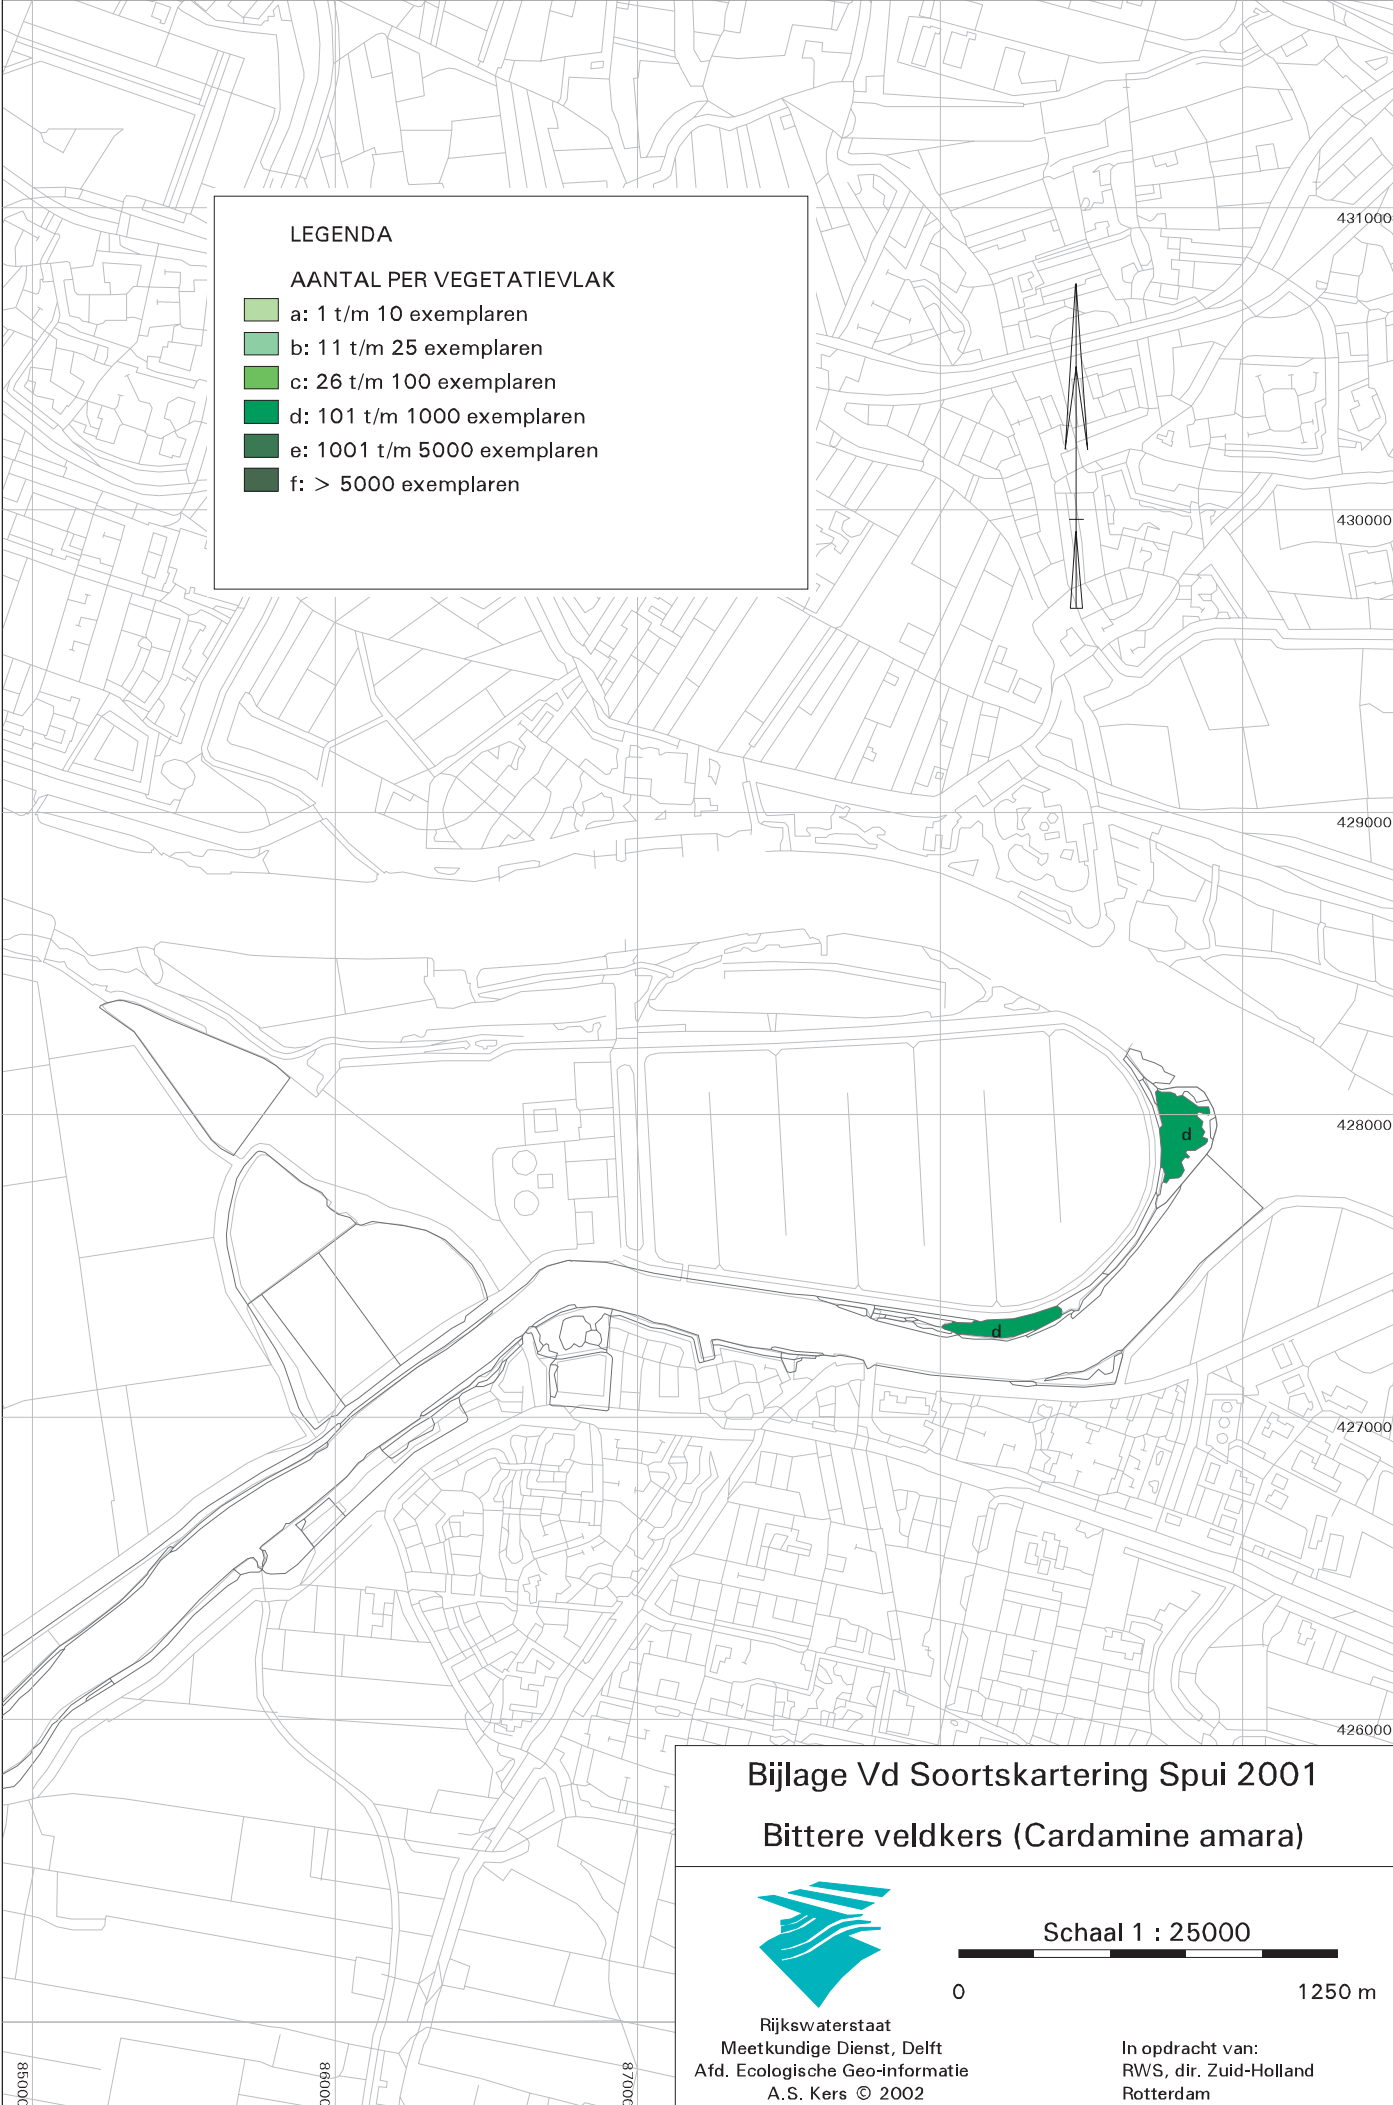 LEGENDA
AANTAL PER VEGETATIEVLAK
a: 1 t/m 10 exemplaren
b: 11 t/m 25 exemplaren
c: 26 t/m 100 exemplaren
d: 101 t/m 1000 exemplaren
e: 1001 t/m 5000 exemplaren
f: > 5000 exemplaren
431000
430000
429000
428000
d
d
427000
426000
Bijlage Vd Soortskartering Spui 2001
Bittere veldkers (Cardamine amara)
Schaal 1 : 25000
0 1250 m
Rijkswaterstaat
Meetkundige Dienst, Delft
Afd. Ecologische Geo-informatie
A.S. Kers © 2002
In opdracht van:
RWS, dir. Zuid-Holland
Rotterdam
85000
86000
87000